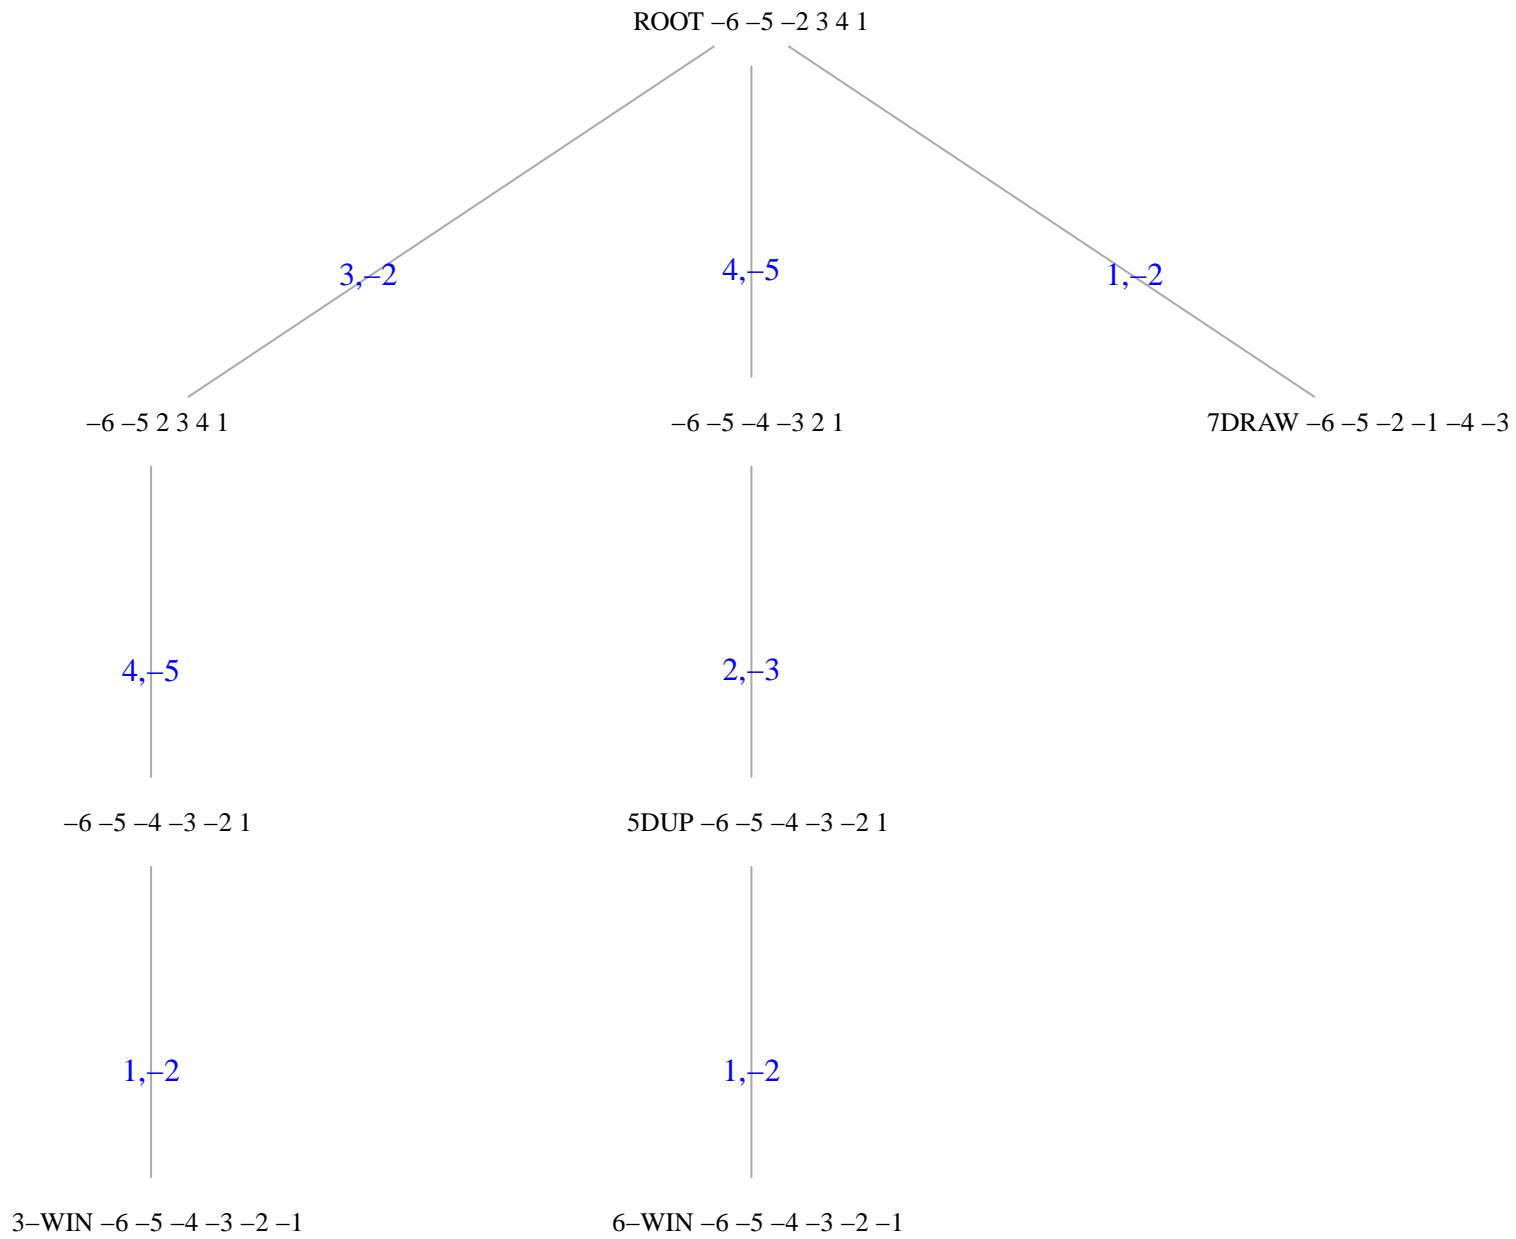 ROOT –6 –5 –2 3 4 1
3,–2
4,–5
1,–2
–6 –5 2 3 4 1
–6 –5 –4 –3 2 1
7DRAW –6 –5 –2 –1 –4 –3
4,–5
2,–3
–6 –5 –4 –3 –2 1
5DUP –6 –5 –4 –3 –2 1
1,–2
1,–2
3–WIN –6 –5 –4 –3 –2 –1
6–WIN –6 –5 –4 –3 –2 –1